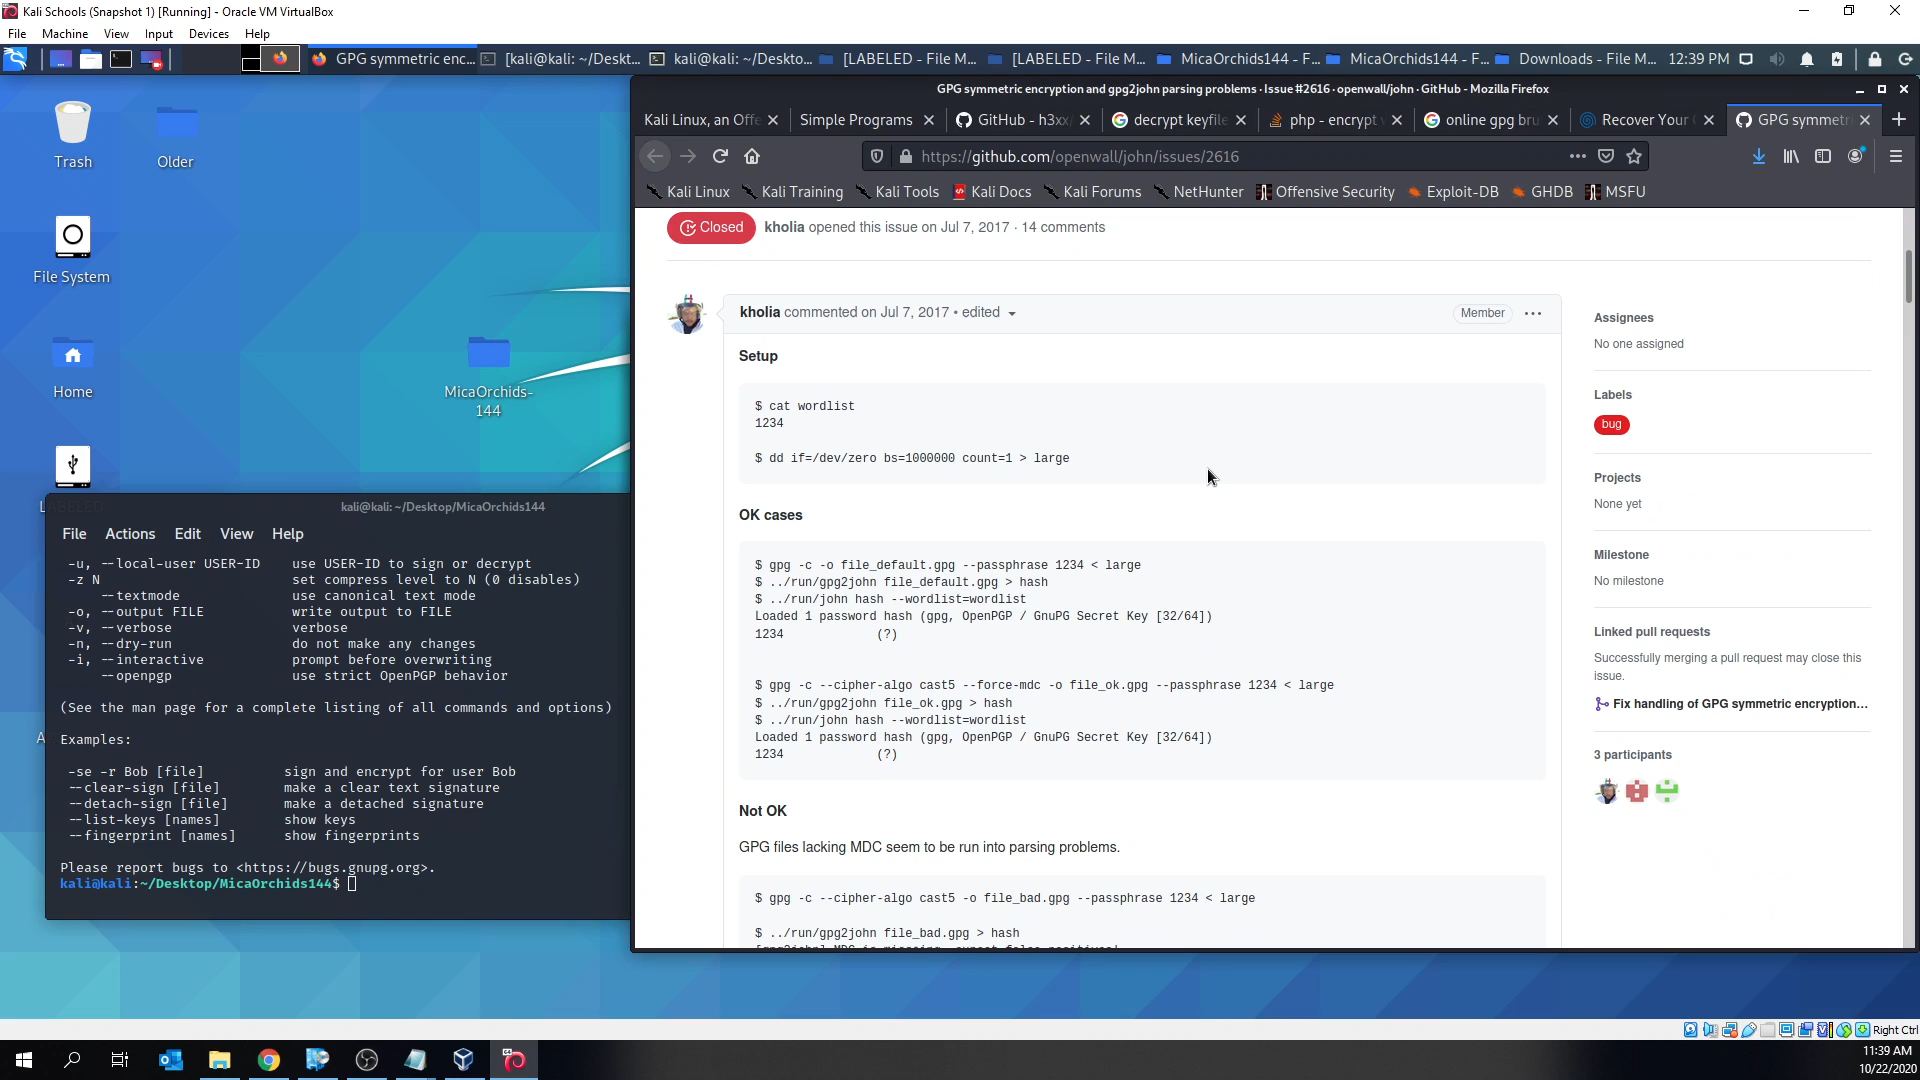 Kali Schools (Snapshot 1) [Running] - Oracle VM VirtualBox
File Machine View Input Devices Help
GPG symmetric enc... [kali@kali: ~/Deskt... kali@kali: ~/Deskto... [LABELED - File M... [LABELED - File M... MicaOrchids144 - F... MicaOrchids144 - F... Downloads - File M... 12:39 PM
Trash
Older
File System
Home
MicaOrchids-
144
GPG symmetric encryption and gpg2john parsing problems · Issue #2616 · openwall/john · GitHub - Mozilla Firefox
Kali Linux, an Offe Simple Programs GitHub - h3xx/ decrypt keyfile php - encrypt online gpg bru Recover Your GPG symmetr
https://github.com/openwall/john/issues/2616
Kali Linux Kali Training Kali Tools Kali Docs Kali Forums NetHunter Offensive Security Exploit-DB GHDB MSFU
Closed kholia opened this issue on Jul 7, 2017 · 14 comments
kholia commented on Jul 7, 2017 • edited Member
Setup
$ cat wordlist
1234
$ dd if=/dev/zero bs=1000000 count=1 > large
OK cases
$ gpg -c -o file_default.gpg --passphrase 1234 < large
$ ../run/gpg2john file_default.gpg > hash
$ ../run/john hash --wordlist=wordlist
Loaded 1 password hash (gpg, OpenPGP / GnuPG Secret Key [32/64])
1234 (?)
$ gpg -c --cipher-algo cast5 --force-mdc -o file_ok.gpg --passphrase 1234 < large
$ ../run/gpg2john file_ok.gpg > hash
$ ../run/john hash --wordlist=wordlist
Loaded 1 password hash (gpg, OpenPGP / GnuPG Secret Key [32/64])
1234 (?)
Not OK
GPG files lacking MDC seem to be run into parsing problems.
$ gpg -c --cipher-algo cast5 -o file_bad.gpg --passphrase 1234 < large
$ ../run/gpg2john file_bad.gpg > hash
Assignees
No one assigned
Labels
bug
Projects
None yet
Milestone
No milestone
Linked pull requests
Successfully merging a pull request may close this
issue.
Fix handling of GPG symmetric encryption...
3 participants
kali@kali: ~/Desktop/MicaOrchids144
File Actions Edit View Help
-u, --local-user USER-ID use USER-ID to sign or decrypt
-z N set compress level to N (0 disables)
--textmode use canonical text mode
-o, --output FILE write output to FILE
-v, --verbose verbose
-n, --dry-run do not make any changes
-i, --interactive prompt before overwriting
--openpgp use strict OpenPGP behavior
(See the man page for a complete listing of all commands and options)
Examples:
-se -r Bob [file] sign and encrypt for user Bob
--clear-sign [file] make a clear text signature
--detach-sign [file] make a detached signature
--list-keys [names] show keys
--fingerprint [names] show fingerprints
Please report bugs to <https://bugs.gnupg.org>.
kali@kali:~/Desktop/MicaOrchids144$
Right Ctrl
11:39 AM
10/22/2020